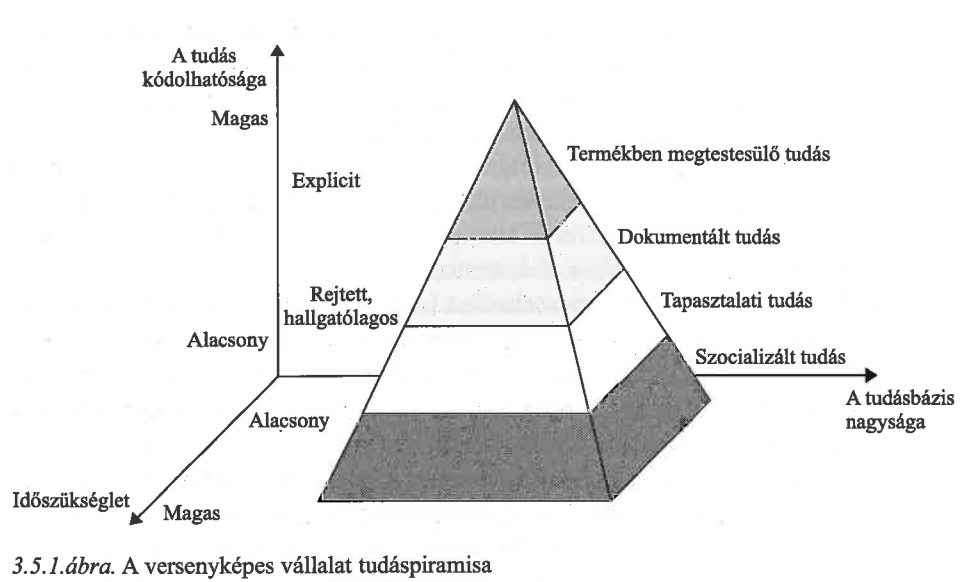 A tudás
kódolhatósága
Magas
Explicit
Rejtett,
hallgatólagos
Alacsony
Alacsony
Időszükséglet
Magas
Termékben megtestesülő tudás
Dokumentált tudás
Tapasztalati tudás
Szocializált tudás
A tudásbázis
nagysága
3.5.1.ábra. A versenyképes vállalat tudáspiramisa